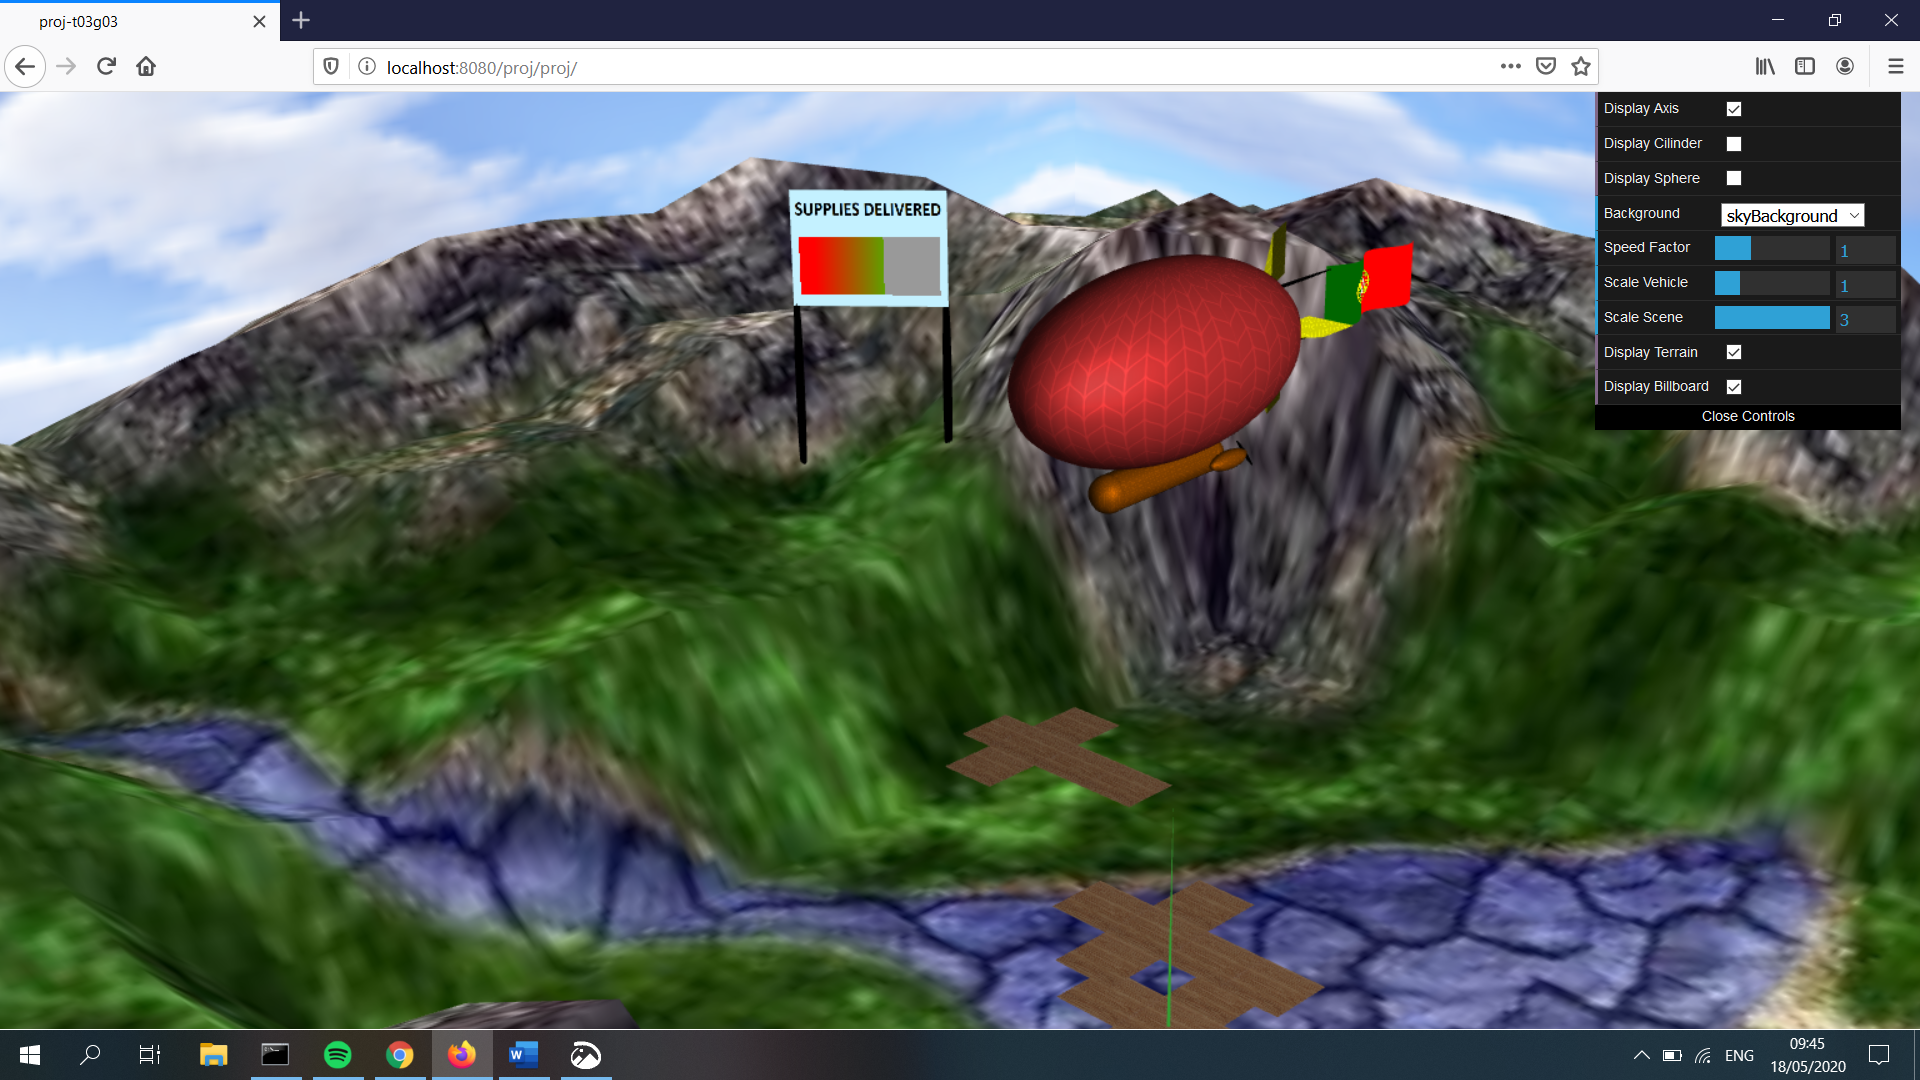 proj-t03g03
localhost:8080/proj/proj/
SUPPLIES DELIVERED
Display Axis
Display Cilinder
Display Sphere
Background skyBackground
Speed Factor 1
Scale Vehicle 1
Scale Scene 3
Display Terrain
Display Billboard
Close Controls
ENG
09:45
18/05/2020